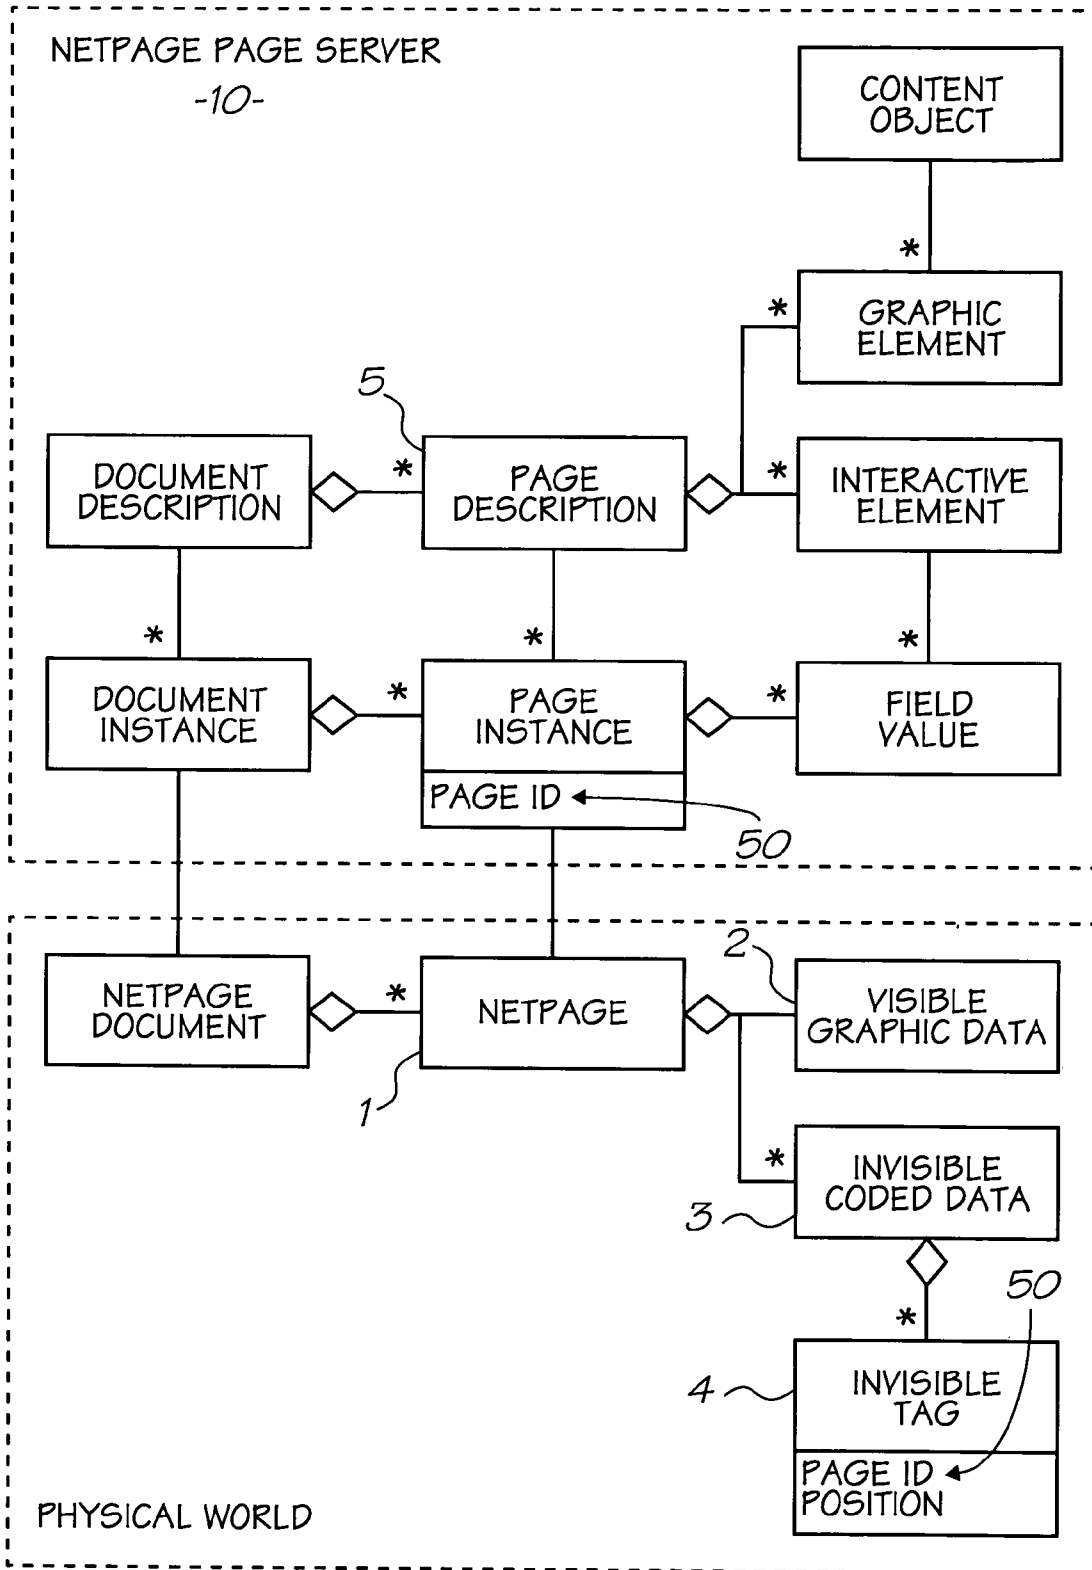 NETPAGE PAGE SERVER
-10-
CONTENT
OBJECT
*
*
GRAPHIC
ELEMENT
5
DOCUMENT
DESCRIPTION
*
PAGE
DESCRIPTION
*
INTERACTIVE
ELEMENT
*
*
*
DOCUMENT
INSTANCE
*
PAGE
INSTANCE
*
FIELD
VALUE
PAGE ID
50
NETPAGE
DOCUMENT
*
NETPAGE
1
2
VISIBLE
GRAPHIC DATA
*
INVISIBLE
CODED DATA
3
50
*
4
INVISIBLE
TAG
PAGE ID
POSITION
PHYSICAL WORLD